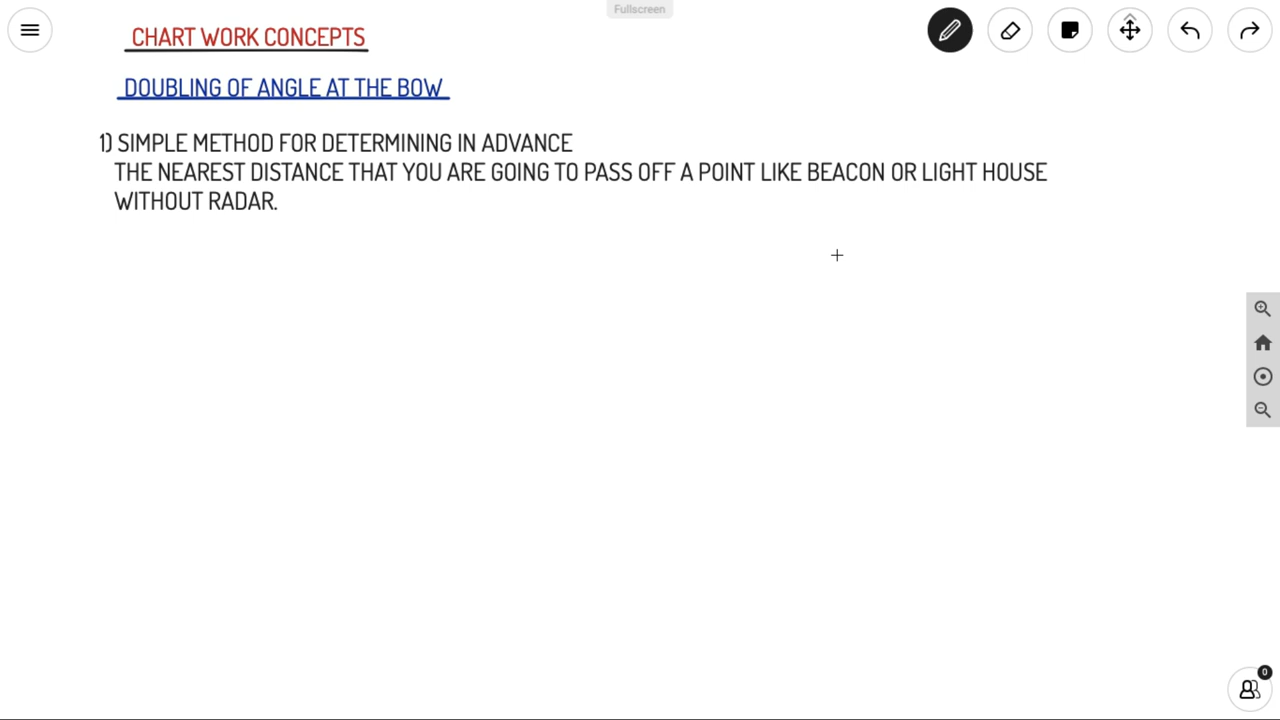 Fullscreen
CHART WORK CONCEPTS
DOUBLING OF ANGLE AT THE BOW
1) SIMPLE METHOD FOR DETERMINING IN ADVANCE
THE NEAREST DISTANCE THAT YOU ARE GOING TO PASS OFF A POINT LIKE BEACON OR LIGHT HOUSE
WITHOUT RADAR.
0